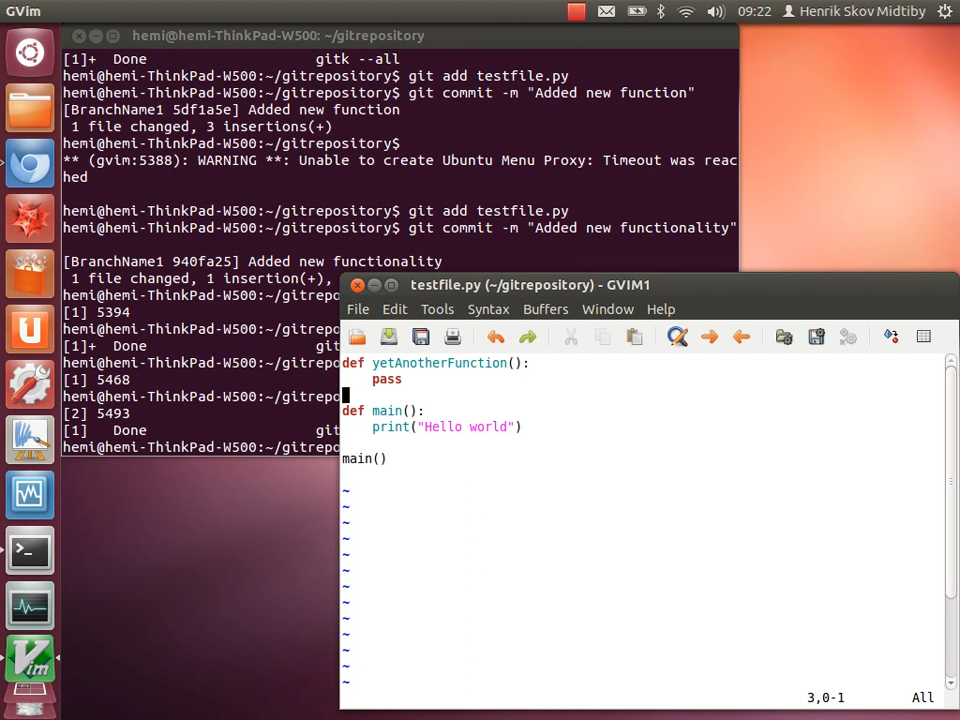 GVim
09:22 Henrik Skov Midtiby
hemi@hemi-ThinkPad-W500: ~/gitrepository
[1]+  Done                    gitk --all
hemi@hemi-ThinkPad-W500:~/gitrepository$ git add testfile.py
hemi@hemi-ThinkPad-W500:~/gitrepository$ git commit -m "Added new function"
[BranchName1 5df1a5e] Added new function
 1 file changed, 3 insertions(+)
hemi@hemi-ThinkPad-W500:~/gitrepository$
** (gvim:5388): WARNING **: Unable to create Ubuntu Menu Proxy: Timeout was reac
hed
hemi@hemi-ThinkPad-W500:~/gitrepository$ git add testfile.py
hemi@hemi-ThinkPad-W500:~/gitrepository$ git commit -m "Added new functionality"
[BranchName1 940fa25] Added new functionality
 1 file changed, 1 insertion(+),
hemi@hemi-ThinkPad-W500:~/gitrepo
[1] 5394
hemi@hemi-ThinkPad-W500:~/gitrepo
[1]+  Done                    git
hemi@hemi-ThinkPad-W500:~/gitrepo
[1] 5468
hemi@hemi-ThinkPad-W500:~/gitrepo
[2] 5493
[1]   Done                    git
hemi@hemi-ThinkPad-W500:~/gitrepo
testfile.py (~/gitrepository) - GVIM1
File Edit Tools Syntax Buffers Window Help
def yetAnotherFunction():
    pass
def main():
    print("Hello world")
main()
~
~
~
~
~
~
~
~
~
~
~
~
~
3,0-1 All
Vim